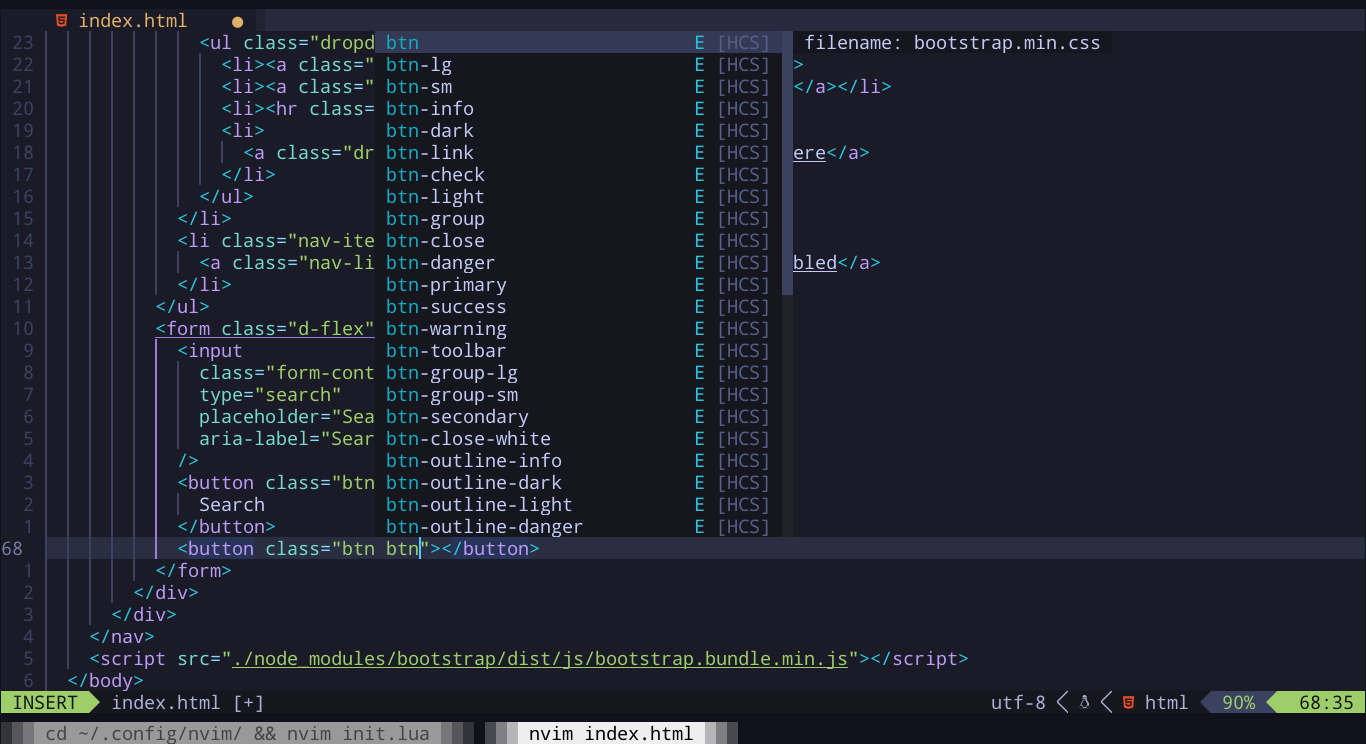 index.html
23 <ul class="dropd btn E [HCS] filename: bootstrap.min.css
22 <li><a class=" btn-lg E [HCS] >
21 <li><a class=" btn-sm E [HCS] </a></li>
20 <li><hr class= btn-info E [HCS]
19 <li> btn-dark E [HCS]
18 <a class="dr btn-link E [HCS] ere</a>
17 </li> btn-check E [HCS]
16 </ul> btn-light E [HCS]
15 </li> btn-group E [HCS]
14 <li class="nav-ite btn-close E [HCS]
13 <a class="nav-li btn-danger E [HCS] bled</a>
12 </li> btn-primary E [HCS]
11 </ul> btn-success E [HCS]
10 <form class="d-flex" btn-warning E [HCS]
9 <input btn-toolbar E [HCS]
8 class="form-cont btn-group-lg E [HCS]
7 type="search" btn-group-sm E [HCS]
6 placeholder="Sea btn-secondary E [HCS]
5 aria-label="Sear btn-close-white E [HCS]
4 /> btn-outline-info E [HCS]
3 <button class="btn btn-outline-dark E [HCS]
2 Search btn-outline-light E [HCS]
1 </button> btn-outline-danger E [HCS]
68 <button class="btn btn"></button>
1 </form>
2 </div>
3 </div>
4 </nav>
5 <script src="./node_modules/bootstrap/dist/js/bootstrap.bundle.min.js"></script>
6 </body>
INSERT index.html [+] utf-8 html 90% 68:35
cd ~/.config/nvim/ && nvim init.lua nvim index.html